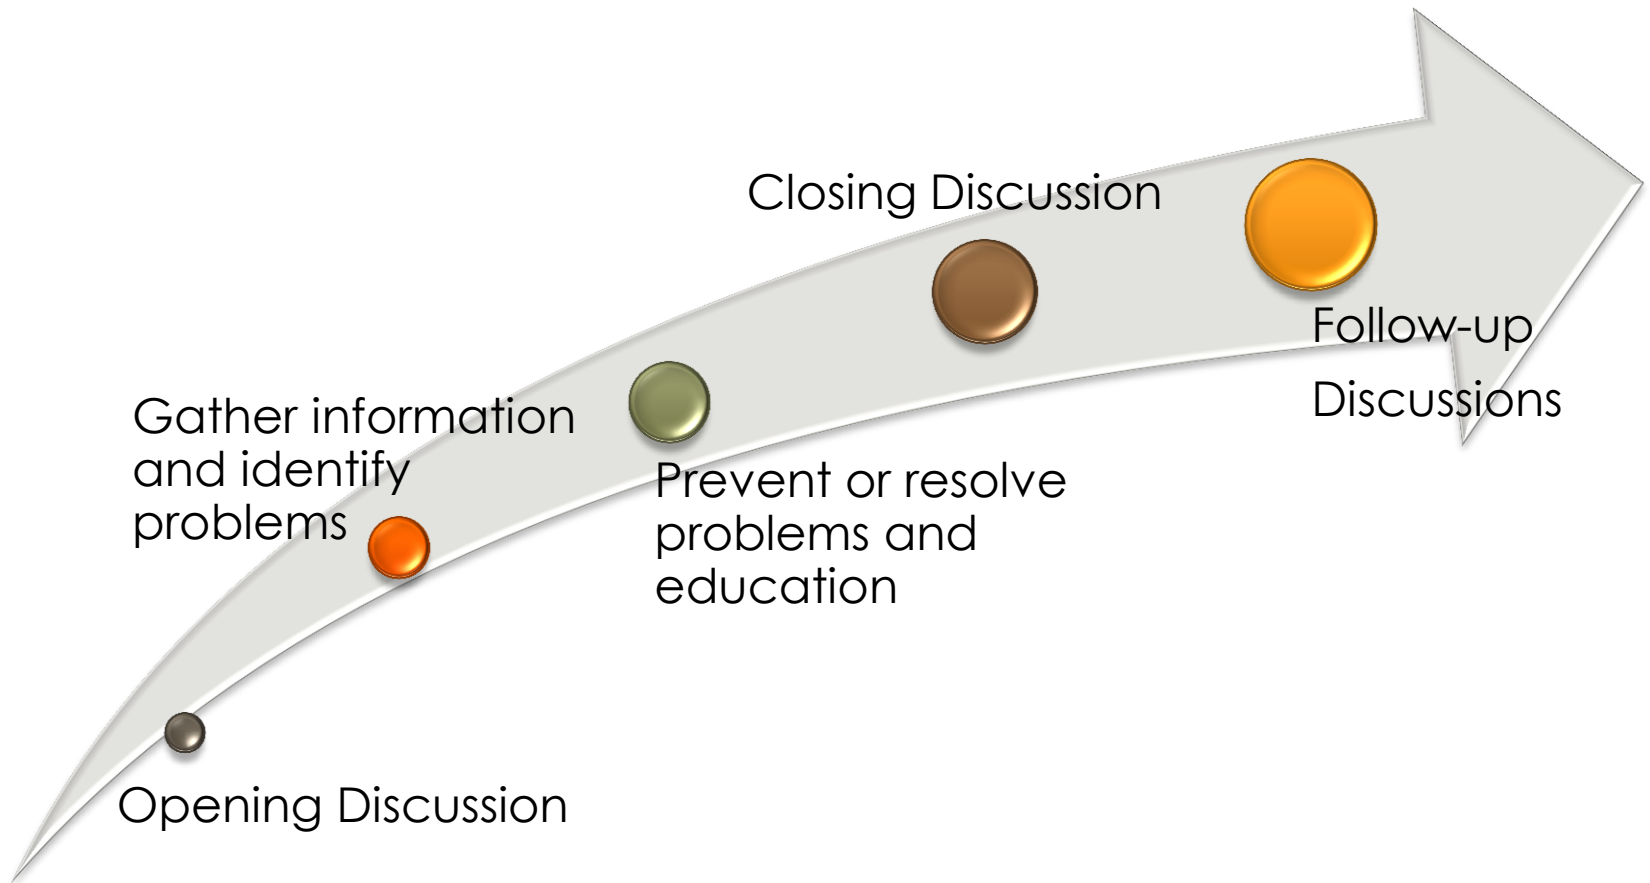 Closing Discussion
Follow-up
Discussions
Gather information
and identify
problems
Prevent or resolve
problems and
education
Opening Discussion